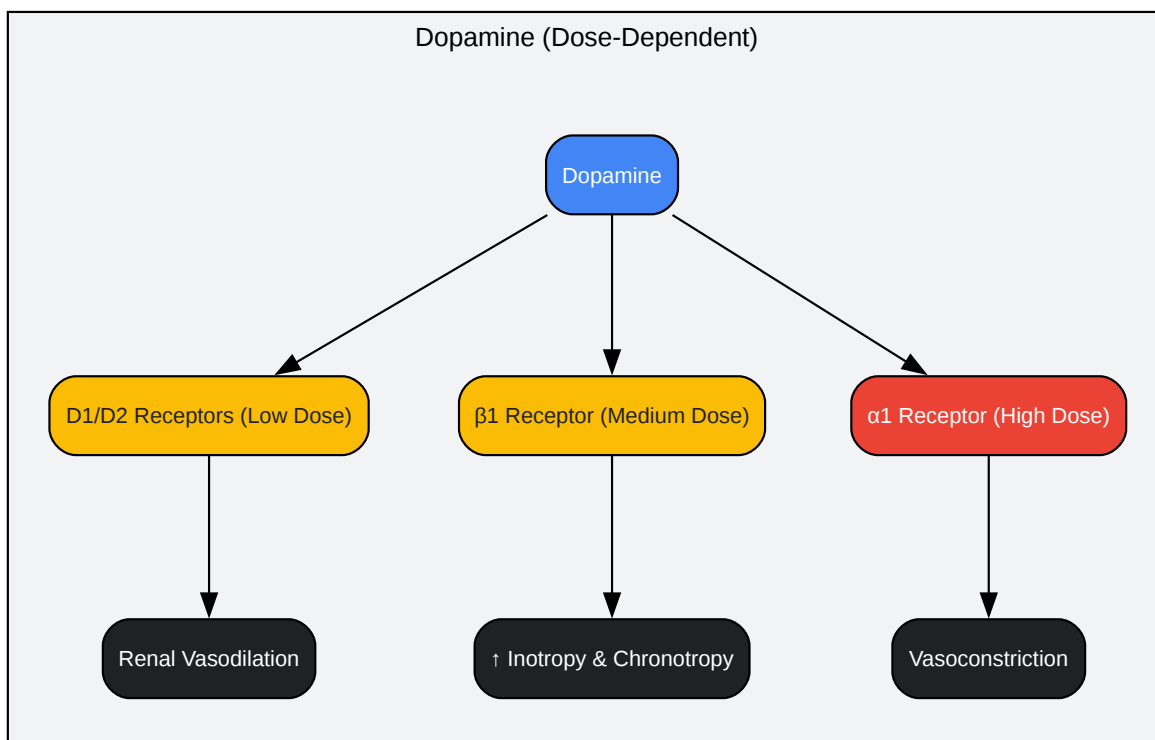 Dopamine (Dose-Dependent)
Dopamine
D1/D2 Receptors (Low Dose)
β1 Receptor (Medium Dose)
α1 Receptor (High Dose)
Renal Vasodilation
↑ Inotropy & Chronotropy
Vasoconstriction